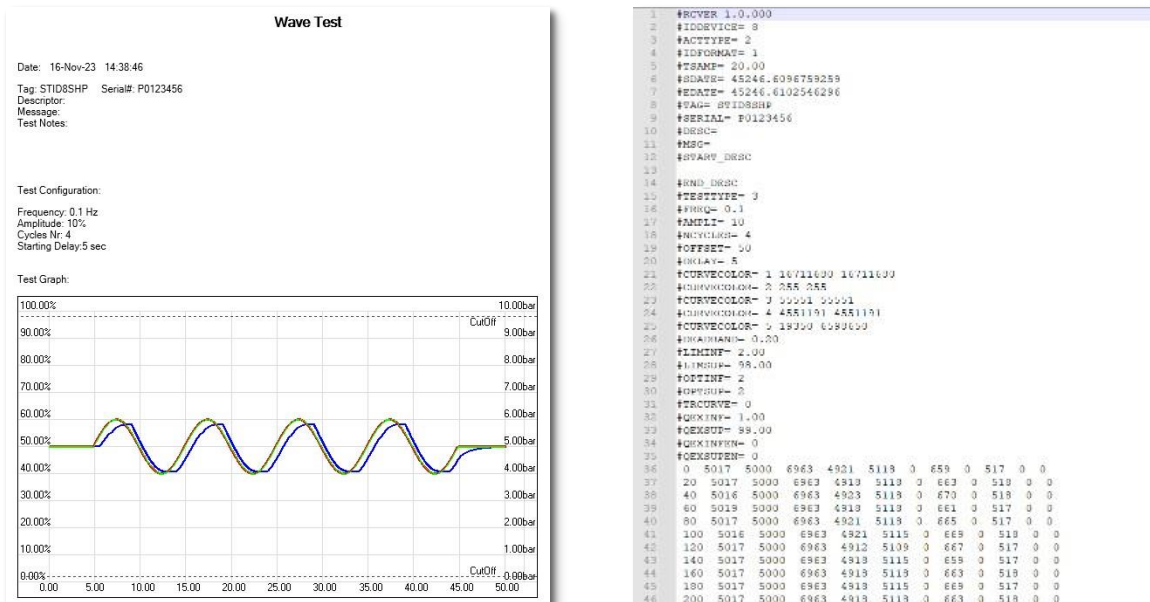 Wave Test
Date: 16-Nov-23 14:38:46
Tag: STID8SHP Serial#: P0123456
Descriptor:
Message:
Test Notes:
Test Configuration:
Frequency: 0.1 Hz
Amplitude: 10%
Cycles Nr: 4
Starting Delay:5 sec
Test Graph:
100.00% 10.00bar
CutOff
90.00% 9.00bar
80.00% 8.00bar
70.00% 7.00bar
60.00% 6.00bar
50.00% 5.00bar
40.00% 4.00bar
30.00% 3.00bar
20.00% 2.00bar
10.00% 1.00bar
CutOff
0.00% 0.00bar
0.00 5.00 10.00 15.00 20.00 25.00 30.00 35.00 40.00 45.00 50.00
1 #RCVER 1.0.000
2 #IDDEVICE= 8
3 #ACTTYPE= 2
4 #IDFORMAT= 1
5 #TSAMP= 20.00
6 #SDATE= 45246.6096759259
7 #EDATE= 45246.6102546296
8 #TAG= STID8SHP
9 #SERIAL= P0123456
10 #DESC=
11 #MSG=
12 #START_DESC
13
14 #END_DESC
15 #TESTTYPE= 3
16 #FREQ= 0.1
17 #AMPLI= 10
18 #NCYCLES= 4
19 #OFFSET= 50
20 #DELAY= 5
21 #CURVECOLOR= 1 16711680 16711680
22 #CURVECOLOR= 2 255 255
23 #CURVECOLOR= 3 55551 55551
24 #CURVECOLOR= 4 4551191 4551191
25 #CURVECOLOR= 5 19350
26 #DEADBAND= 0.20
27 #LIMINF= 2.00
28 #LIMSUP= 98.00
29 #OPTINF= 2
30 #OPTSUP= 2
31 #TRCURVE= 0
32 #QEXINF= 1.00
33 #QEXSUP= 99.00
34 #QEXINFEN= 0
35 #QEXSUPEN= 0
36 0 5017 5000 6963 4921 5118 0 659 0 517 0 0
37 20 5017 5000 6963 4918 5118 0 663 0 518 0 0
38 40 5016 5000 6963 4923 5118 0 670 0 518 0 0
39 60 5019 5000 6963 4918 5118 0 661 0 517 0 0
40 80 5017 5000 6963 4921 5118 0 665 0 517 0 0
41 100 5016 5000 6963 4921 5115 0 669 0 518 0 0
42 120 5017 5000 6963 4912 5109 0 667 0 517 0 0
43 140 5017 5000 6963 4918 5115 0 659 0 517 0 0
44 160 5017 5000 6963 4918 5118 0 663 0 518 0 0
45 180 5017 5000 6963 4918 5115 0 669 0 517 0 0
46 200 5017 5000 6963 4918 5118 0 663 0 518 0 0